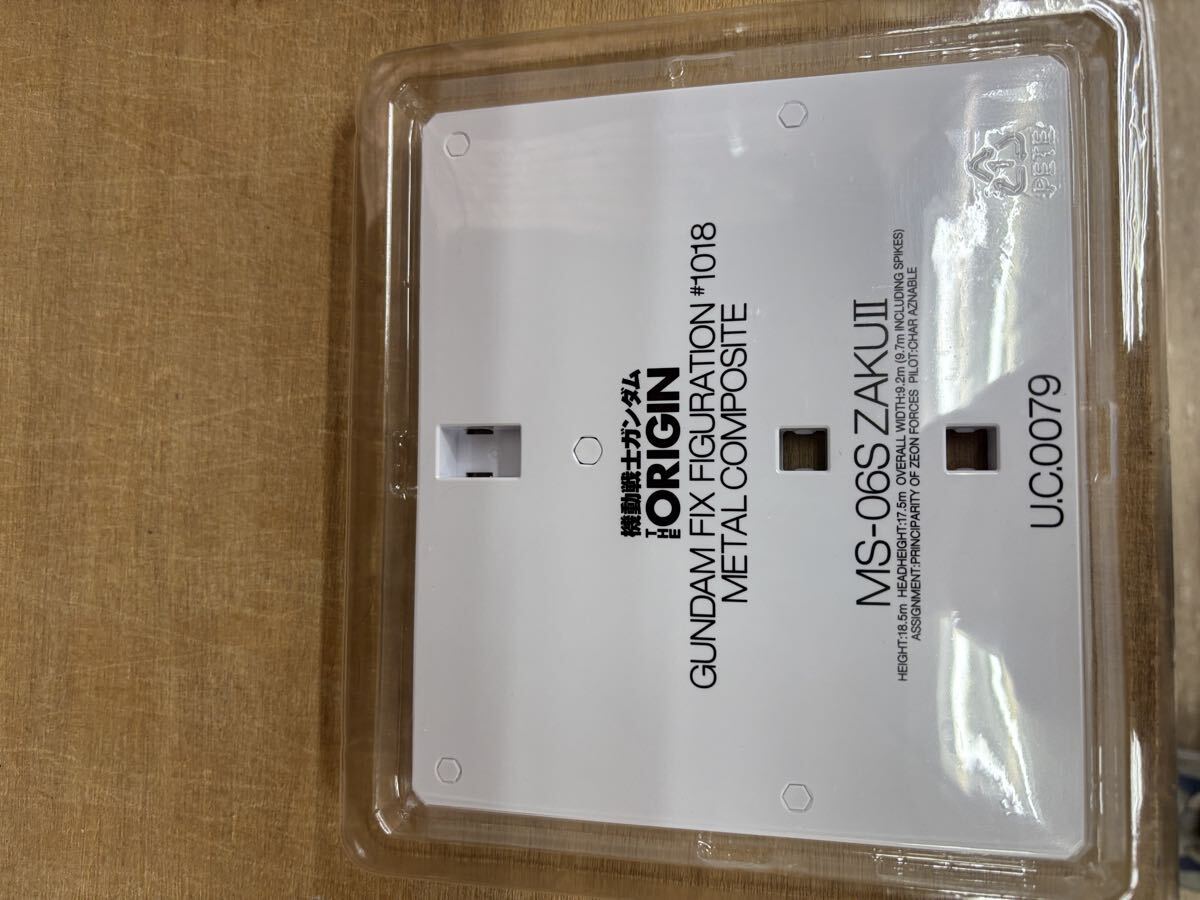 機動戦士ガンダム
THE ORIGIN
GUNDAM FIX FIGURATION #1018
METAL COMPOSITE
MS-06S ZAKUII
HEIGHT:18.5m HEADHEIGHT:17.5m OVERALL WIDTH:9.2m (9.7m INCLUDING SPIKES)
ASSIGNMENT:PRINCIPARITY OF ZEON FORCES PILOT:CHAR AZNABLE
U.C.0079
1
PETE